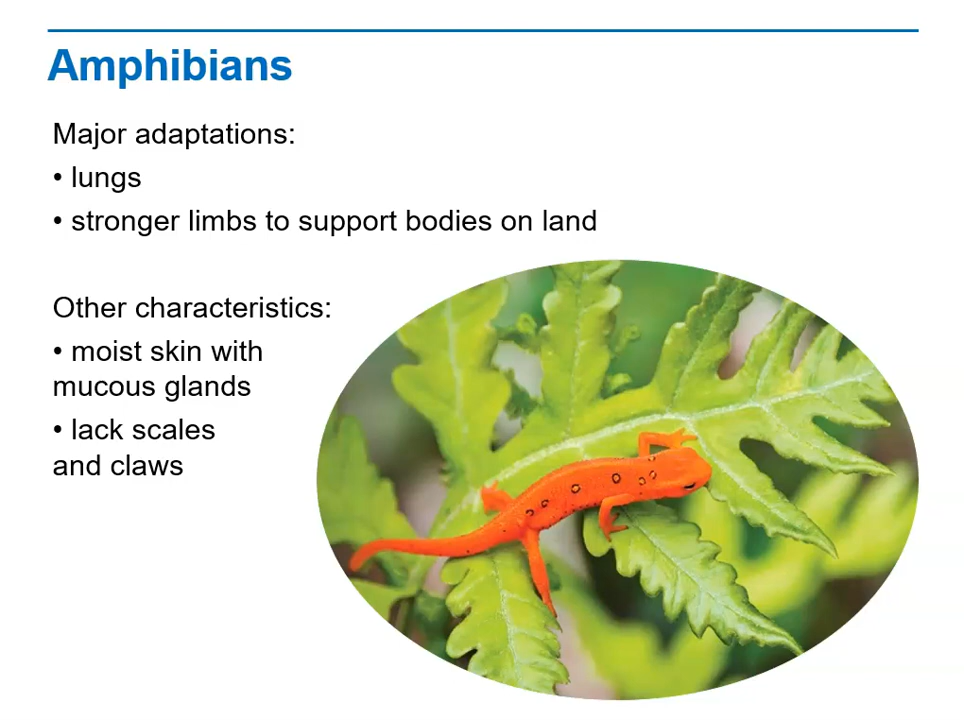 Amphibians
Major adaptations:
• lungs
• stronger limbs to support bodies on land
Other characteristics:
• moist skin with
mucous glands
• lack scales
and claws